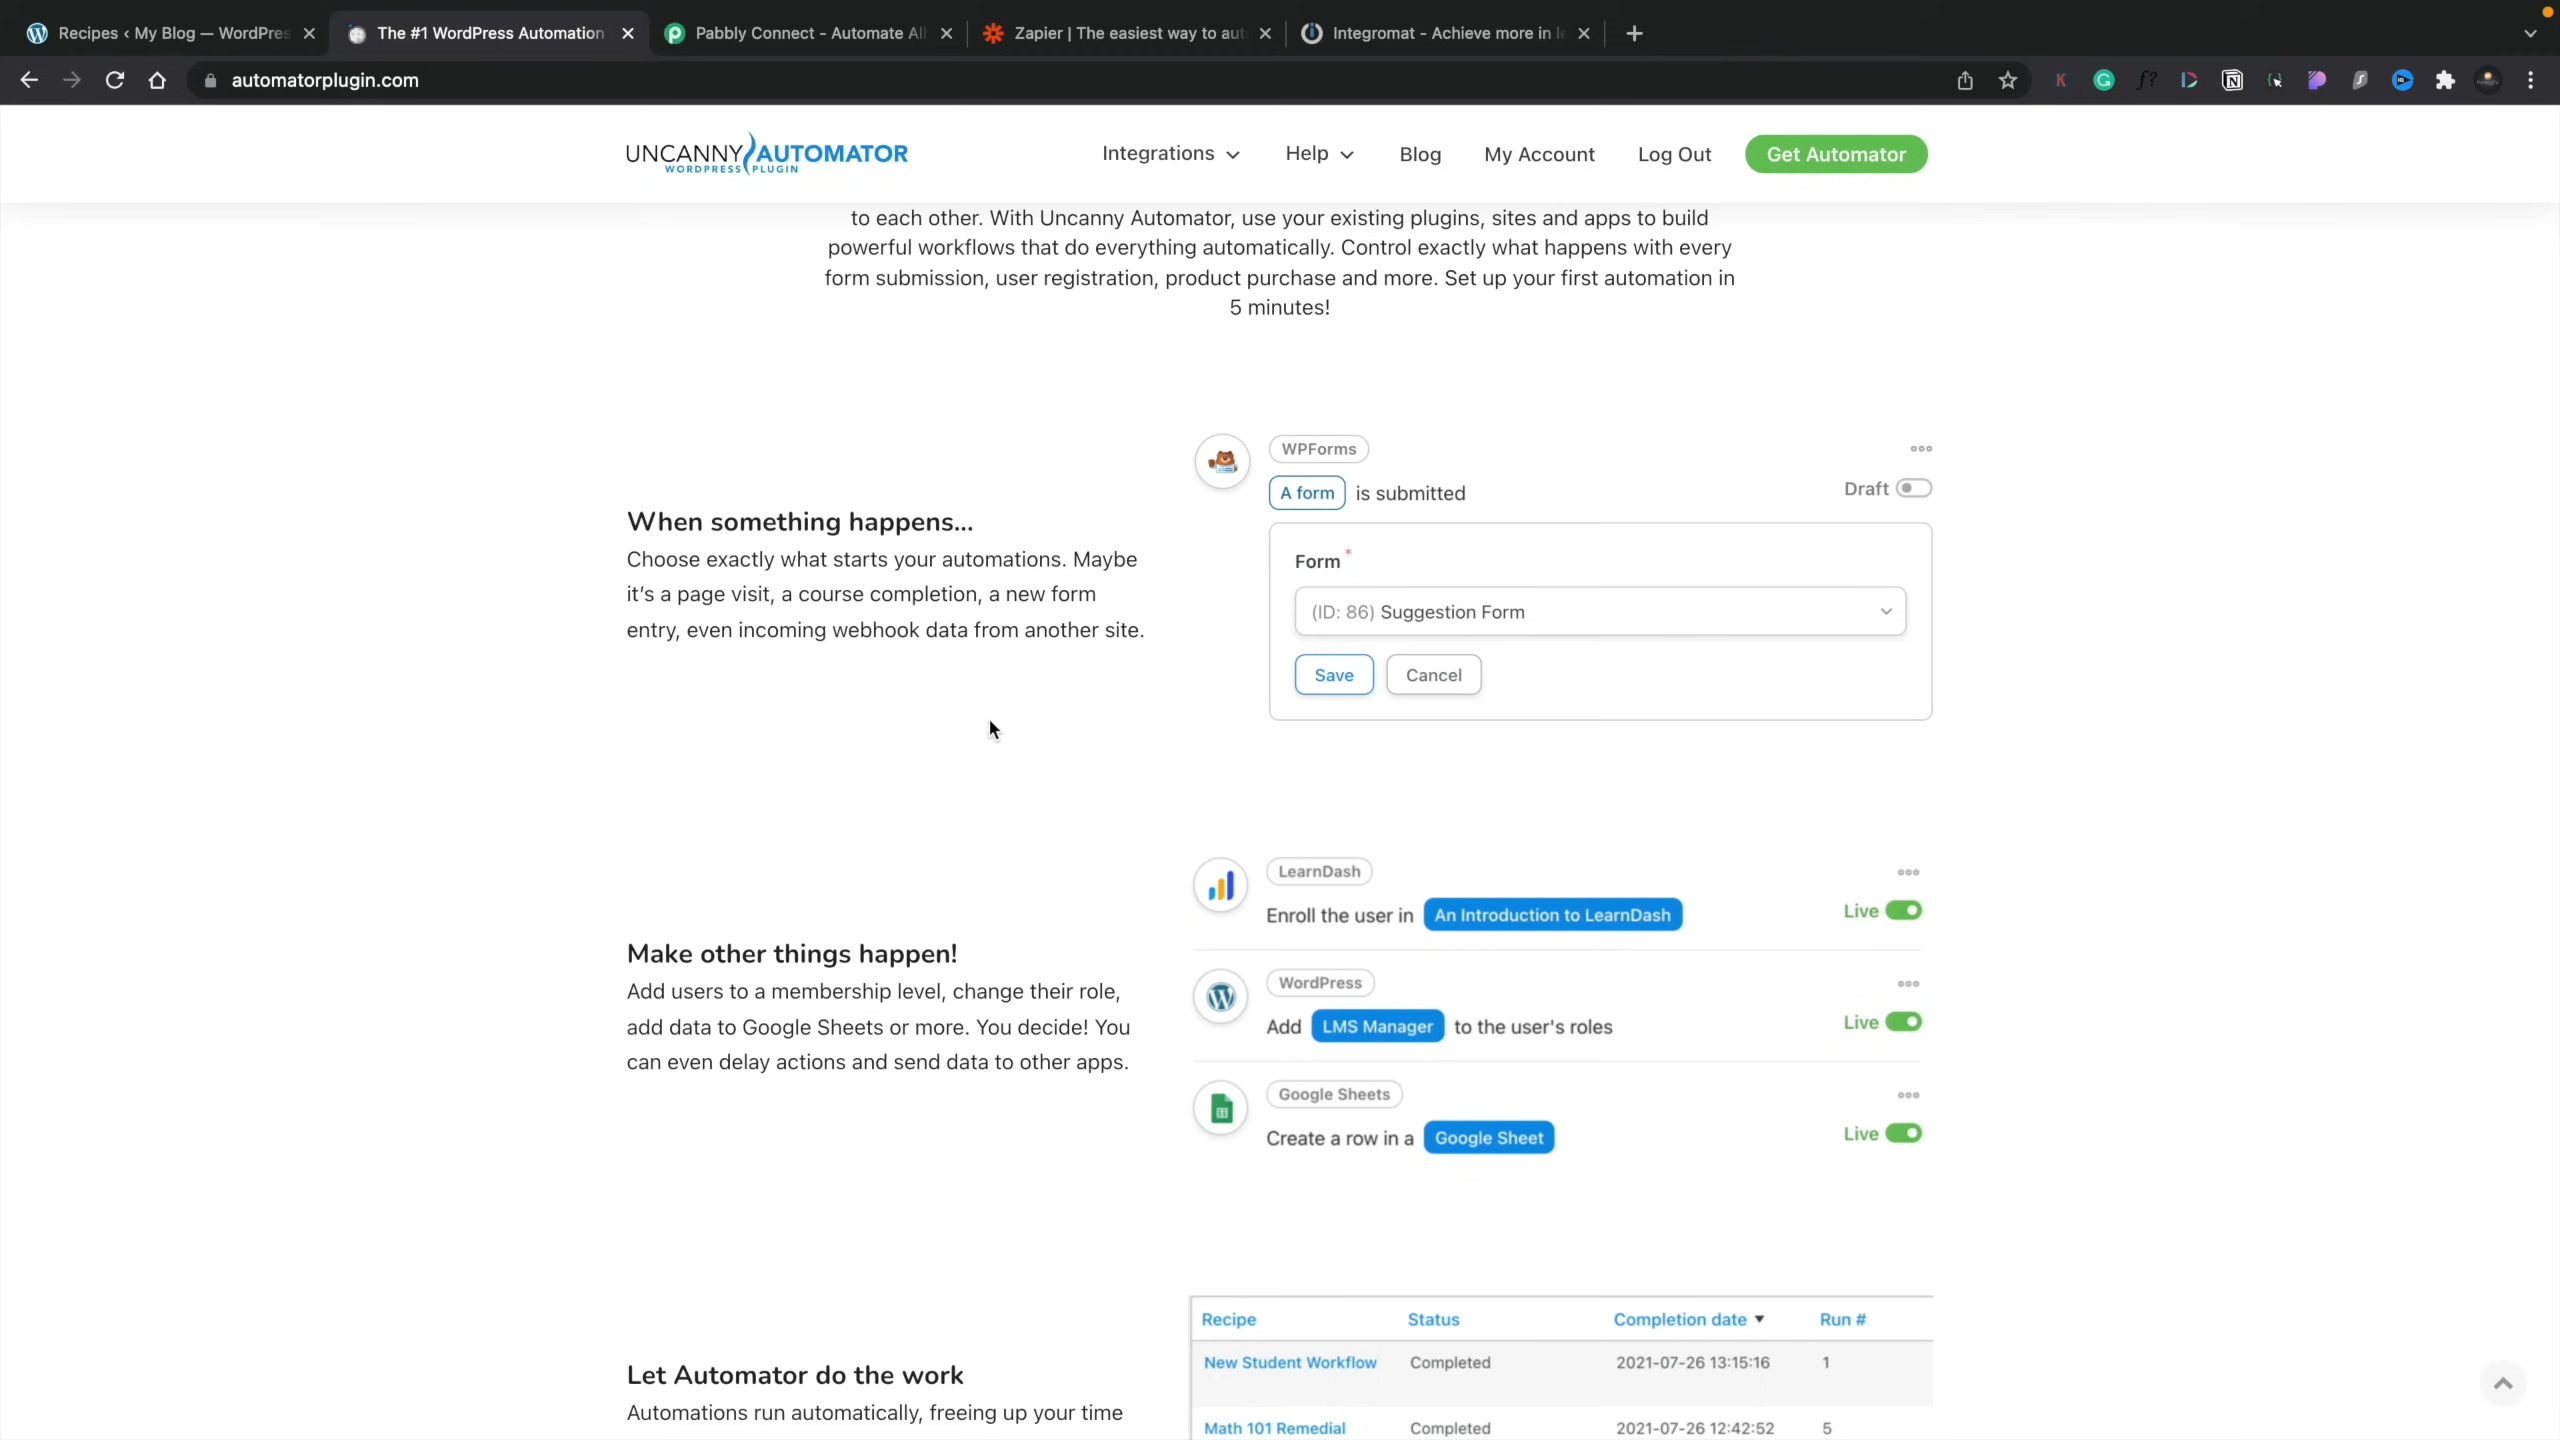 Recipes ‹ My Blog — WordPres
The #1 WordPress Automation
Pabbly Connect - Automate All
Zapier | The easiest way to aut
Integromat - Achieve more in le
automatorplugin.com
UNCANNY AUTOMATOR
WORDPRESS PLUGIN
Integrations
Help
Blog
My Account
Log Out
Get Automator
to each other. With Uncanny Automator, use your existing plugins, sites and apps to build
powerful workflows that do everything automatically. Control exactly what happens with every
form submission, user registration, product purchase and more. Set up your first automation in
5 minutes!
When something happens...
Choose exactly what starts your automations. Maybe
it's a page visit, a course completion, a new form
entry, even incoming webhook data from another site.
WPForms
A form is submitted
Draft
Form *
(ID: 86) Suggestion Form
Save
Cancel
Make other things happen!
Add users to a membership level, change their role,
add data to Google Sheets or more. You decide! You
can even delay actions and send data to other apps.
LearnDash
Enroll the user in An Introduction to LearnDash
Live
WordPress
Add LMS Manager to the user's roles
Live
Google Sheets
Create a row in a Google Sheet
Live
Let Automator do the work
Automations run automatically, freeing up your time
Recipe Status Completion date Run #
New Student Workflow Completed 2021-07-26 13:15:16 1
Math 101 Remedial Completed 2021-07-26 12:42:52 5